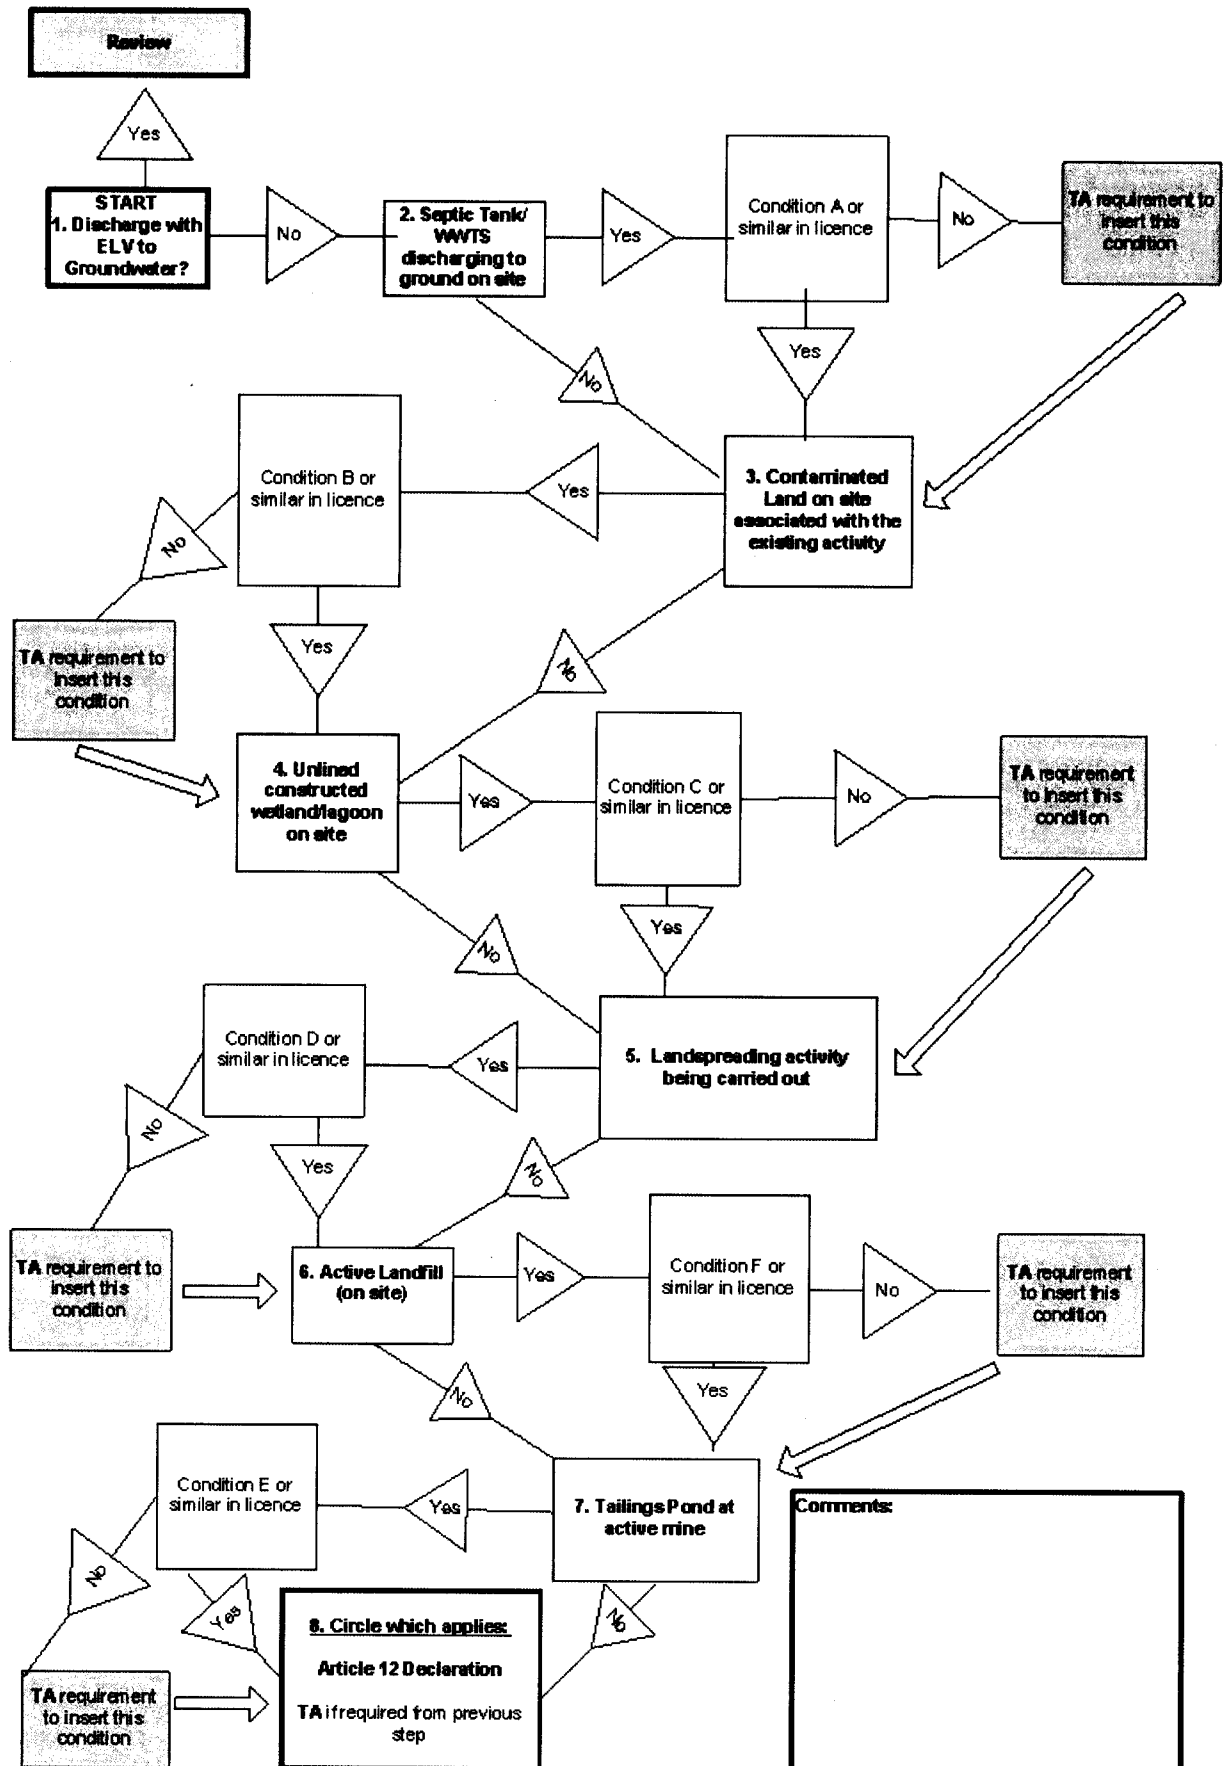 Review
Yes
START
1. Discharge with
ELV to
Groundwater?
No
2. Septic Tank/
WWTS
discharging to
ground on site
Yes
Condition A or
similar in licence
No
TA requirement to
insert this
condition
Yes
No
3. Contaminated
Land on site
associated with the
existing activity
Yes
Condition B or
similar in licence
No
TA requirement to
insert this
condition
Yes
No
4. Unlined
constructed
wetland/lagoon
on site
Yes
Condition C or
similar in licence
No
TA requirement
to insert this
condition
Yes
No
5. Landspreading activity
being carried out
Yes
Condition D or
similar in licence
No
TA requirement to
insert this
condition
Yes
No
6. Active Landfill
(on site)
Yes
Condition F or
similar in licence
No
TA requirement
to insert this
condition
Yes
No
7. Tailings Pond at
active mine
Yes
Condition E or
similar in licence
No
TA requirement
to insert this
condition
Yes
No
8. Circle which applies:
Article 12 Declaration
TA if required from previous
step
Comments: